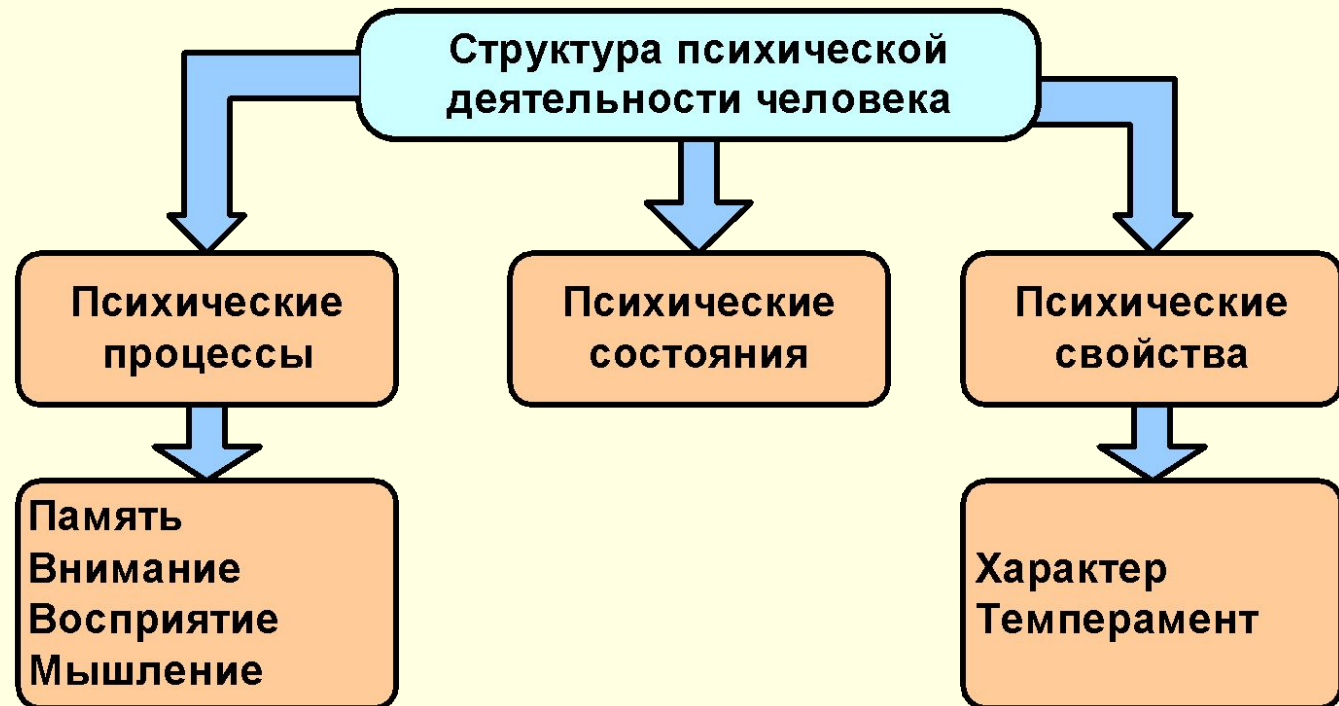 Структура психической
деятельности человека
Психические
процессы
Психические
состояния
Психические
свойства
Память
Внимание
Восприятие
Мышление
Характер
Темперамент